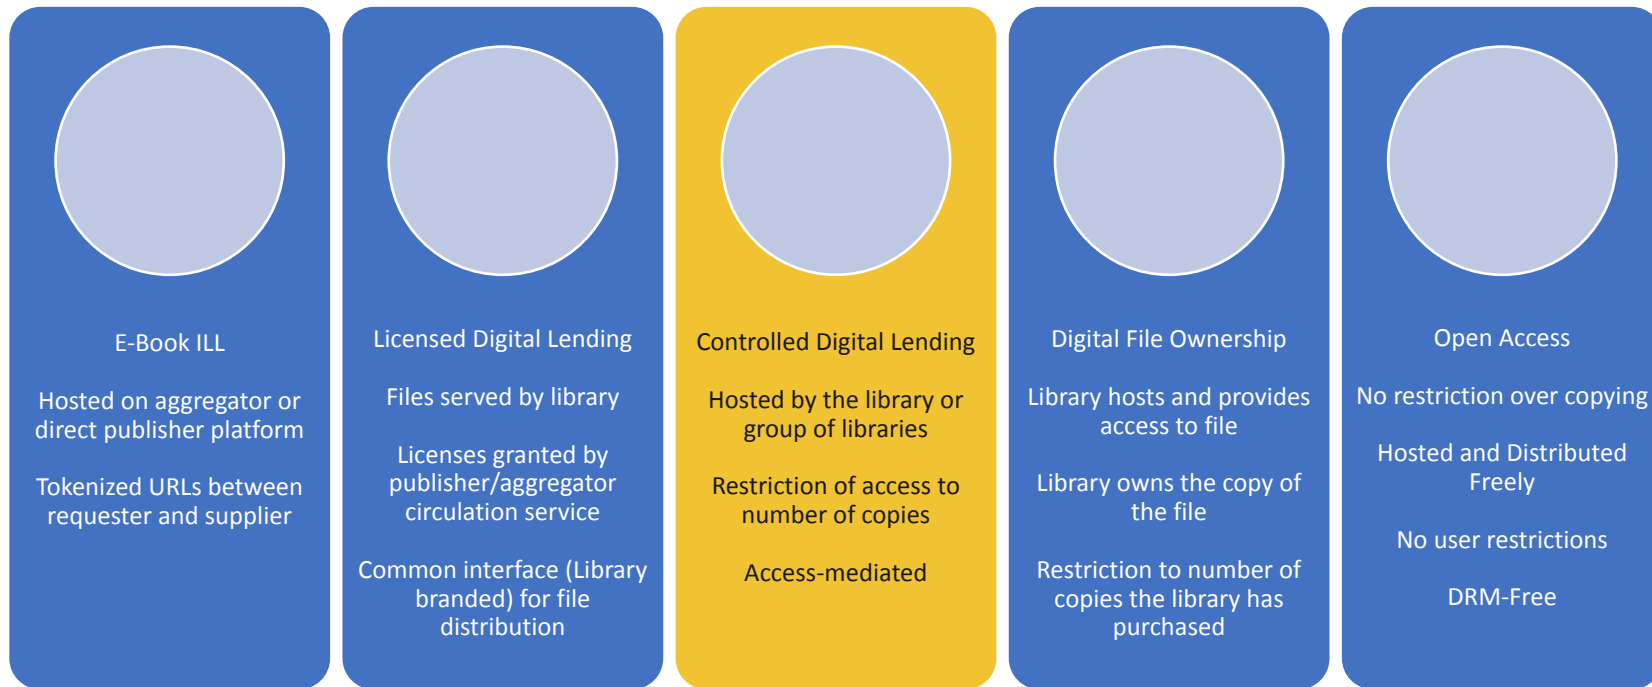 E-Book ILL
Hosted on aggregator or
direct publisher platform
Tokenized URLs between
requester and supplier
Licensed Digital Lending
Files served by library
Licenses granted by
publisher/aggregator
circulation service
Common interface (Library
branded) for file
distribution
Controlled Digital Lending
Hosted by the library or
group of libraries
Restriction of access to
number of copies
Access-mediated
Digital File Ownership
Library hosts and provides
access to file
Library owns the copy of
the file
Restriction to number of
copies the library has
purchased
Open Access
No restriction over copying
Hosted and Distributed
Freely
No user restrictions
DRM-Free